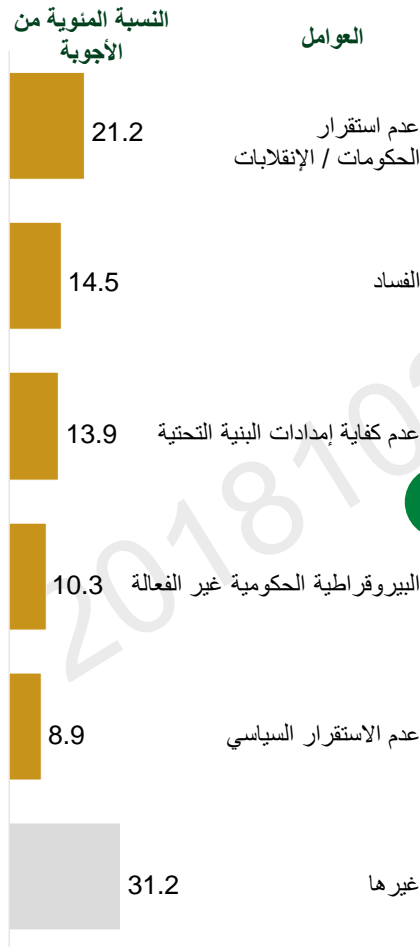 العوامل
النسبة المئوية من
الأجوبة
عدم استقرار
الحكومات / الإنقلابات
21.2
الفساد
14.5
عدم كفاية إمدادات البنية التحتية
13.9
البيروقراطية الحكومية غير الفعالة
10.3
عدم الاستقرار السياسي
8.9
غيرها
31.2